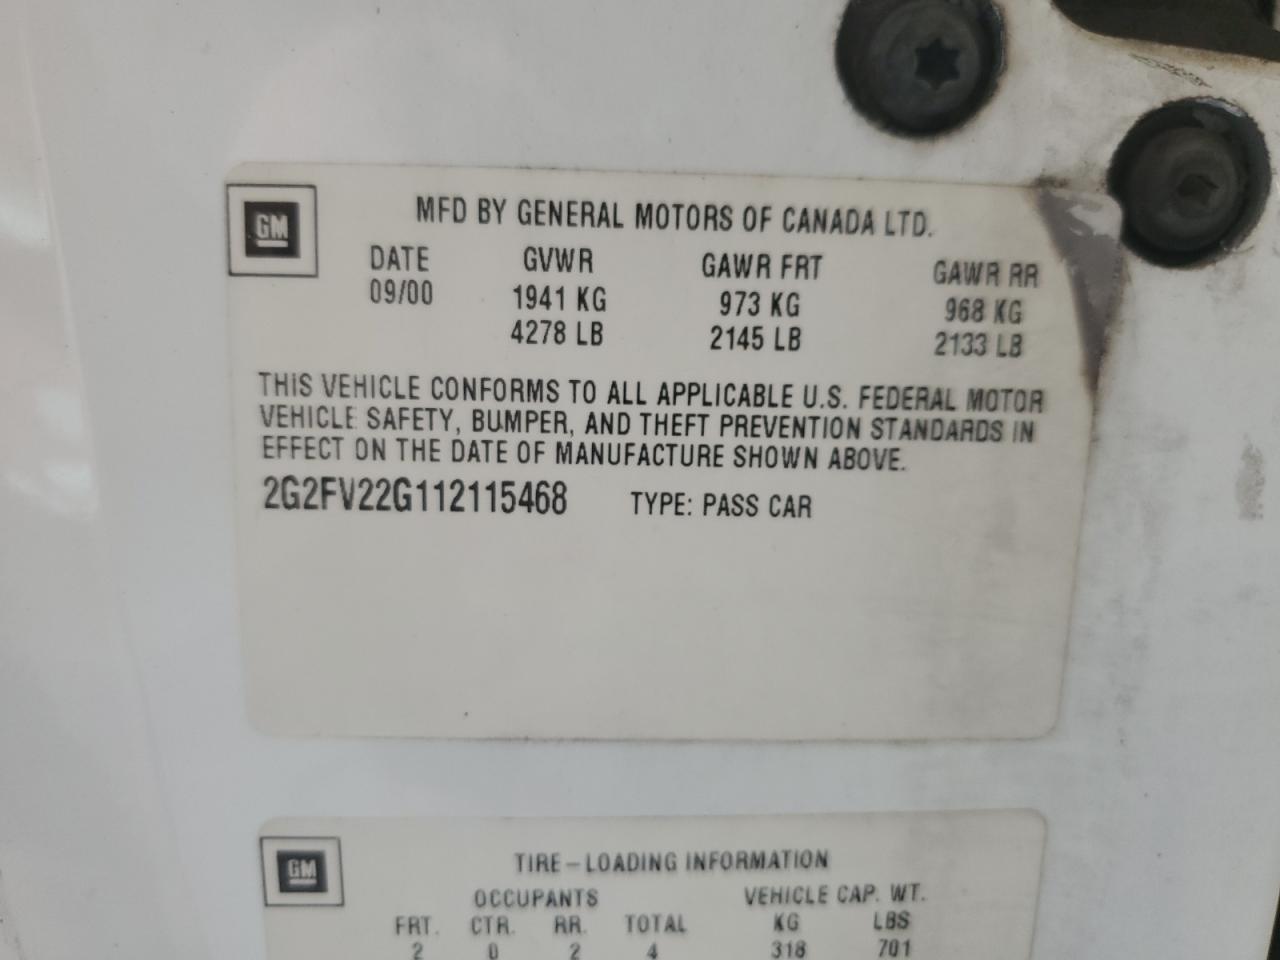 GM
MFD BY GENERAL MOTORS OF CANADA LTD.
DATE GVWR GAWR FRT GAWR RR
09/00 1941 KG 973 KG 968 KG
4278 LB 2145 LB 2133 LB
THIS VEHICLE CONFORMS TO ALL APPLICABLE U.S. FEDERAL MOTOR
VEHICLE SAFETY, BUMPER, AND THEFT PREVENTION STANDARDS IN
EFFECT ON THE DATE OF MANUFACTURE SHOWN ABOVE.
2G2FV22G112115468 TYPE: PASS CAR
GM
TIRE-LOADING INFORMATION
OCCUPANTS VEHICLE CAP. WT.
FRT. CTR. RR. TOTAL KG LBS
2 0 2 4 318 701